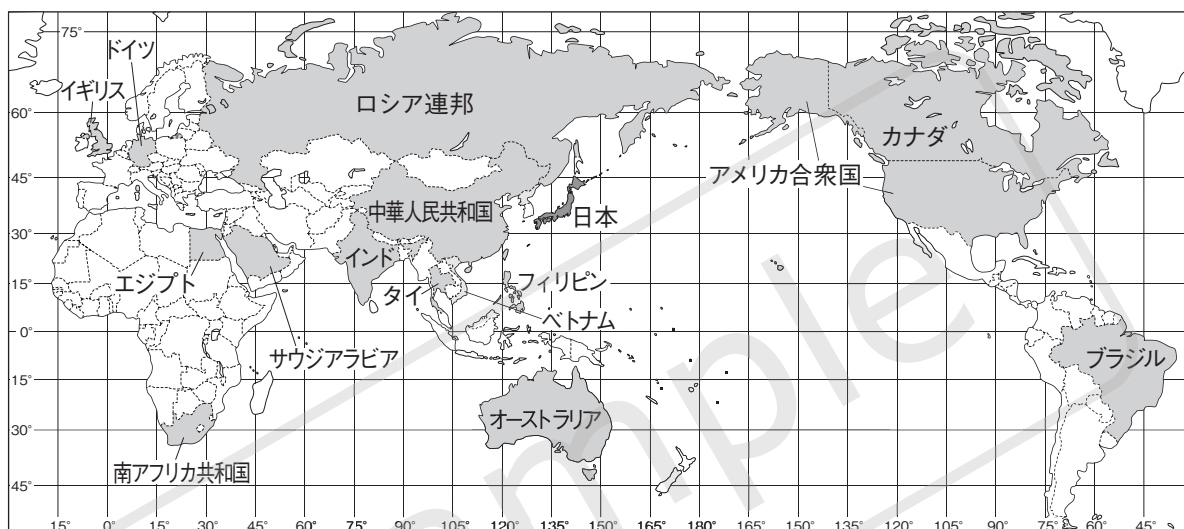 75°
ドイツ
イギリス
ロシア連邦
60°
カナダ
アメリカ合衆国
45°
中華人民共和国
日本
30°
インド
エジプト
フィリピン
15°
タイ
ベトナム
0°
サウジアラビア
ブラジル
15°
オーストラリア
30°
南アフリカ共和国
45°
15° 0° 15° 30° 45° 60° 75° 90° 105° 120° 135° 150° 165° 180° 165° 150° 135° 120° 105° 90° 75° 60° 45°
mple